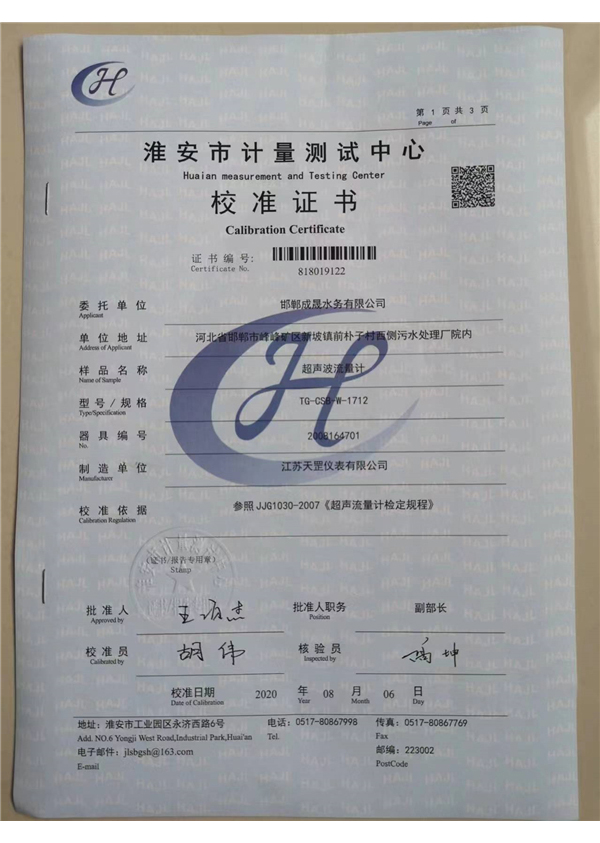 第 1 页共 3 页
Page of
淮安市计量测试中心
Huaian measurement and Testing Center
校准证书
Calibration Certificate
证书编号:
Certificate No.
818019122
委托单位 邯郸成晟水务有限公司
Applicant
单位地址 河北省邯郸市峰峰矿区新坡镇前朴子村西侧污水处理厂院内
Address of Applicant
样品名称 超声波流量计
Name of Sample
型号/规格 TG-CSB-W-1712
Type/Specification
器具编号 2008164701
No.
制造单位 江苏天罡仪表有限公司
Manufacturer
校准依据 参照 JJG1030-2007《超声流量计检定规程》
Calibration Regulation
（证书/报告专用章）
Stamp
批准人 批准人职务 副部长
Approved by Position
校准员 胡伟 核验员
Calibrated by Inspected by
校准日期 2020 年 08 月 06 日
Date of Calibration Year Month Day
地址: 淮安市工业园区永济西路6号 电话: 0517-80867998 传真: 0517-80867769
Add. NO.6 Yongji West Road,Industrial Park,Huai'an Tel. Fax
电子邮件: jlsbgsh@163.com 邮编: 223002
E-mail PostCode